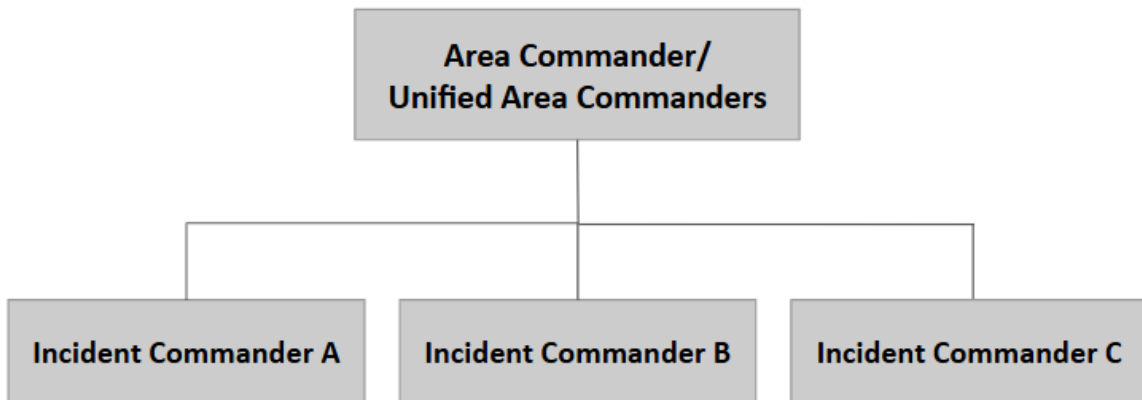 Area Commander/
Unified Area Commanders
Incident Commander A
Incident Commander B
Incident Commander C